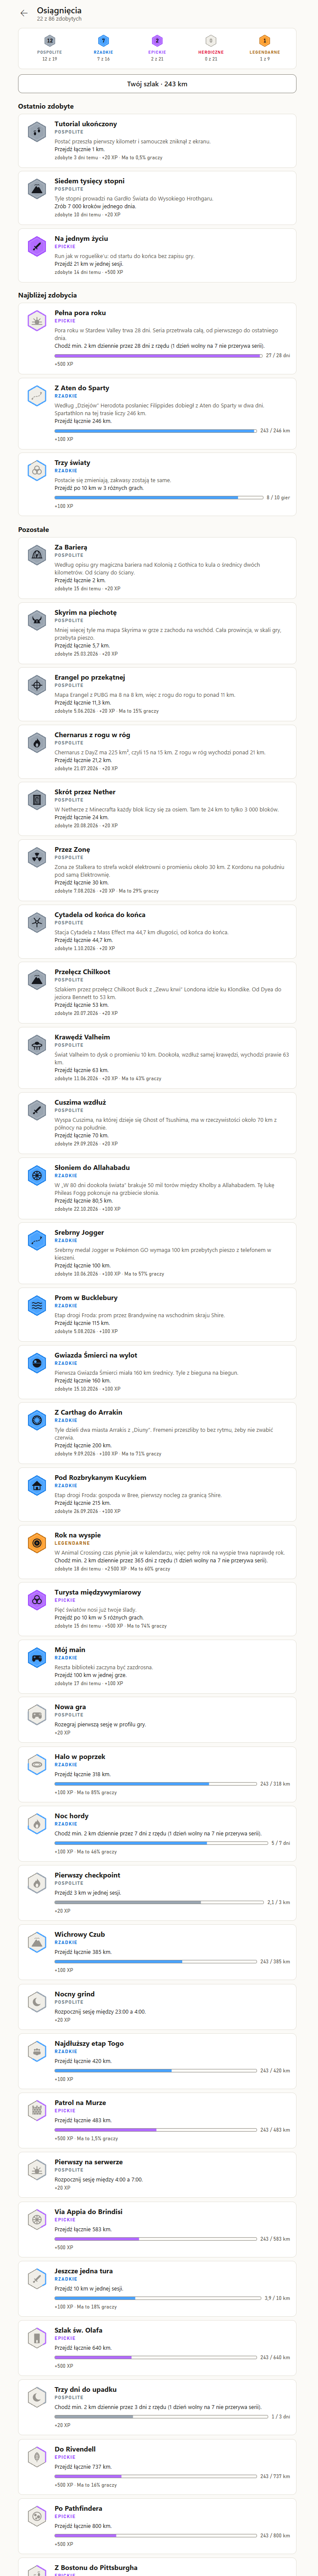 Osiągnięcia
22 z 86 zdobytych
12
7
2
0
1
POSPOLITE
RZADKIE
EPICKIE
HEROICZNE
LEGENDARNE
12 z 19
7 z 16
2 z 21
0 z 21
1 z 9
Twój szlak · 243 km
Ostatnio zdobyte
Tutorial ukończony
POSPOLITE
Postać przeszła pierwszy kilometr i samouczek zniknął z ekranu.
Przejdź łącznie 1 km.
zdobyte 3 dni temu · +20 XP · Ma to 0,5% graczy
Siedem tysięcy stopni
POSPOLITE
Tyle stopni prowadzi na Gardło Świata do Wysokiego Hrothgaru.
Zrób 7 000 kroków jednego dnia.
zdobyte 10 dni temu · +20 XP
Na jednym życiu
EPICKIE
Run jak w roguelike'u: od startu do końca bez zapisu gry.
Przejdź 21 km w jednej sesji.
zdobyte 14 dni temu · +500 XP
Najbliżej zdobycia
Pełna pora roku
EPICKIE
Pora roku w Stardew Valley trwa 28 dni. Seria przetrwała całą, od pierwszego do ostatniego
dnia.
Chodź min. 2 km dziennie przez 28 dni z rzędu (1 dzień wolny na 7 nie przerywa serii).
27 / 28 dni
+500 XP
Z Aten do Sparty
RZADKIE
Według „Dziejów” Herodota posłaniec Filippides dobiegł z Aten do Sparty w dwa dni.
Spartathlon na tej trasie liczy 246 km.
Przejdź łącznie 246 km.
243 / 246 km
+100 XP
Trzy światy
RZADKIE
Postacie się zmieniają, zakwasy zostają te same.
Przejdź po 10 km w 3 różnych grach.
+100 XP
Pozostałe
Za Barierą
POSPOLITE
Według opisu gry magiczna bariera nad Kolonią z Gothica to kula o średnicy dwóch
kilometrów. Od ściany do ściany.
Przejdź łącznie 2 km.
zdobyte 15 dni temu · +20 XP
Skyrim na piechotę
POSPOLITE
Mniej więcej tyle ma mapa Skyrima w grze z zachodu na wschód. Cała prowincja, w skali gry,
przebyta pieszo.
Przejdź łącznie 5,7 km.
zdobyte 25.03.2026 · +20 XP
Erangel po przekątnej
POSPOLITE
Mapa Erangel z PUBG ma 8 na 8 km, więc z rogu do rogu to ponad 11 km.
Przejdź łącznie 11,3 km.
zdobyte 5.06.2026 · +20 XP · Ma to 15% graczy
Chernarus z rogu w róg
POSPOLITE
Chernarus z DayZ ma 225 km², czyli 15 na 15 km. Z rogu w róg wychodzi ponad 21 km.
Przejdź łącznie 21,2 km.
zdobyte 21.07.2026 · +20 XP
Skrót przez Nether
POSPOLITE
W Netherze z Minecrafta każdy blok liczy się za osiem. Tam te 24 km to tylko 3 000 bloków.
Przejdź łącznie 24 km.
zdobyte 20.08.2026 · +20 XP
Przez Zonę
POSPOLITE
Zona ze Stalkera to strefa wokół elektrowni o promieniu około 30 km. Z Kordonu na południu
pod samą Elektrownię.
Przejdź łącznie 30 km.
zdobyte 7.08.2026 · +20 XP · Ma to 29% graczy
Cytadela od końca do końca
POSPOLITE
Stacja Cytadela z Mass Effect ma 44,7 km długości, od końca do końca.
Przejdź łącznie 44,7 km.
zdobyte 1.10.2026 · +20 XP
Przełęcz Chilkoot
POSPOLITE
Szlakiem przez przełęcz Chilkoot Buck z „Zewu krwi” Londona idzie ku Klondike. Od Dyea do
jeziora Bennett to 53 km.
Przejdź łącznie 53 km.
zdobyte 20.07.2026 · +20 XP
Krawędź Valheim
POSPOLITE
Świat Valheim to dysk o promieniu 10 km. Dookoła, wzdłuż samej krawędzi, wychodzi prawie 63
km.
Przejdź łącznie 63 km.
zdobyte 11.06.2026 · +20 XP · Ma to 43% graczy
Cuszima wzdłuż
POSPOLITE
Wyspa Cuszima, na której dzieje się Ghost of Tsushima, ma w rzeczywistości około 70 km z
północy na południe.
Przejdź łącznie 70 km.
zdobyte 29.09.2026 · +20 XP
Słoniem do Allahabadu
RZADKIE
W „W 80 dni dookoła świata” brakuje 50 mil torów między Kholby a Allahabadem. Tę lukę
Phileas Fogg pokonuje na grzbiecie słonia.
Przejdź łącznie 80,5 km.
zdobyte 22.10.2026 · +100 XP
Srebrny Jogger
RZADKIE
Srebrny medal Jogger w Pokémon GO wymaga 100 km przebytych pieszo z telefonem w
kieszeni.
Przejdź łącznie 100 km.
zdobyte 10.06.2026 · +100 XP · Ma to 57% graczy
Prom w Bucklebury
RZADKIE
Etap drogi Froda: prom przez Brandywinę na wschodnim skraju Shire.
Przejdź łącznie 115 km.
zdobyte 5.08.2026 · +100 XP
Gwiazda Śmierci na wylot
RZADKIE
Pierwsza Gwiazda Śmierci miała 160 km średnicy. Tyle z bieguna na biegun.
Przejdź łącznie 160 km.
zdobyte 15.10.2026 · +100 XP
Z Carthag do Arrakin
RZADKIE
Tyle dzieli dwa miasta Arrakis z „Diuny”. Fremeni przeszliby to bez rytmu, żeby nie zwabić
czerwia.
Przejdź łącznie 200 km.
zdobyte 9.09.2026 · +100 XP · Ma to 71% graczy
Pod Rozbrykanym Kucykiem
RZADKIE
Etap drogi Froda: gospoda w Bree, pierwszy nocleg za granicą Shire.
Przejdź łącznie 215 km.
zdobyte 26.09.2026 · +100 XP
Rok na wyspie
LEGENDARNE
W Animal Crossing czas płynie jak w kalendarzu, więc pełny rok na wyspie trwa naprawdę rok.
Chodź min. 2 km dziennie przez 365 dni z rzędu (1 dzień wolny na 7 nie przerywa serii).
zdobyte 18 dni temu · +2500 XP · Ma to 60% graczy
Turysta międzywymiarowy
EPICKIE
Pięć światów nosi już twoje ślady.
Przejdź po 10 km w 5 różnych grach.
zdobyte 15 dni temu · +500 XP · Ma to 74% graczy
Mój main
RZADKIE
Reszta biblioteki zaczyna być zazdrosna.
Przejdź 100 km w jednej grze.
zdobyte 17 dni temu · +100 XP
Nowa gra
POSPOLITE
Rozegraj pierwszą sesję w profilu gry.
+20 XP
Halo w poprzek
RZADKIE
Przejdź łącznie 318 km.
243 / 318 km
+100 XP · Ma to 85% graczy
Noc hordy
RZADKIE
Chodź min. 2 km dziennie przez 7 dni z rzędu (1 dzień wolny na 7 nie przerywa serii).
5 / 7 dni
+100 XP · Ma to 46% graczy
Pierwszy checkpoint
POSPOLITE
Przejdź 3 km w jednej sesji.
2,1 / 3 km
+20 XP
Wichrowy Czub
RZADKIE
Przejdź łącznie 385 km.
243 / 385 km
+100 XP
Nocny grind
POSPOLITE
Rozpocznij sesję między 23:00 a 4:00.
+20 XP
Najdłuższy etap Togo
RZADKIE
Przejdź łącznie 420 km.
243 / 420 km
+100 XP
Patrol na Murze
EPICKIE
Przejdź łącznie 483 km.
243 / 483 km
+500 XP · Ma to 1,5% graczy
Pierwszy na serwerze
POSPOLITE
Rozpocznij sesję między 4:00 a 7:00.
+20 XP
Via Appia do Brindisi
EPICKIE
Przejdź łącznie 583 km.
243 / 583 km
+500 XP
Jeszcze jedna tura
RZADKIE
Przejdź 10 km w jednej sesji.
3,9 / 10 km
+100 XP · Ma to 18% graczy
Szlak św. Olafa
EPICKIE
Przejdź łącznie 640 km.
243 / 640 km
+500 XP
Trzy dni do upadku
POSPOLITE
Chodź min. 2 km dziennie przez 3 dni z rzędu (1 dzień wolny na 7 nie przerywa serii).
1 / 3 dni
+20 XP
Do Rivendell
EPICKIE
Przejdź łącznie 737 km.
243 / 737 km
+500 XP · Ma to 16% graczy
Po Pathfindera
EPICKIE
Przejdź łącznie 800 km.
243 / 800 km
+500 XP
Z Bostonu do Pittsburgha